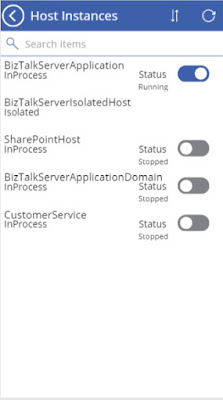 Host Instances
Search items
BizTalkServerApplication
InProcess
Status
Running
BizTalkServerIsolatedHost
Isolated
SharePointHost
InProcess
Status
Stopped
BizTalkServerApplicationDomain
InProcess
Status
Stopped
CustomerService
InProcess
Status
Stopped